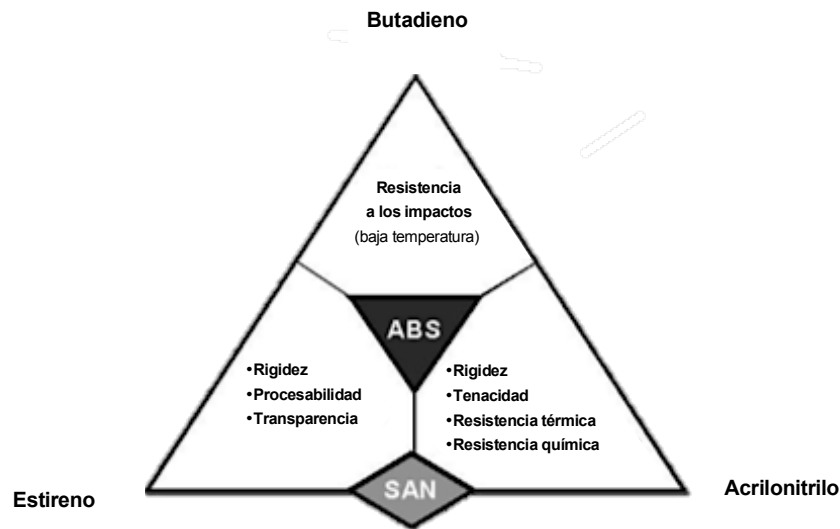 Butadieno
Resistencia
a los impactos
(baja temperatura)
ABS
•Rigidez
•Procesabilidad
•Transparencia
•Rigidez
•Tenacidad
•Resistencia térmica
•Resistencia química
Estireno
SAN
Acrilonitrilo